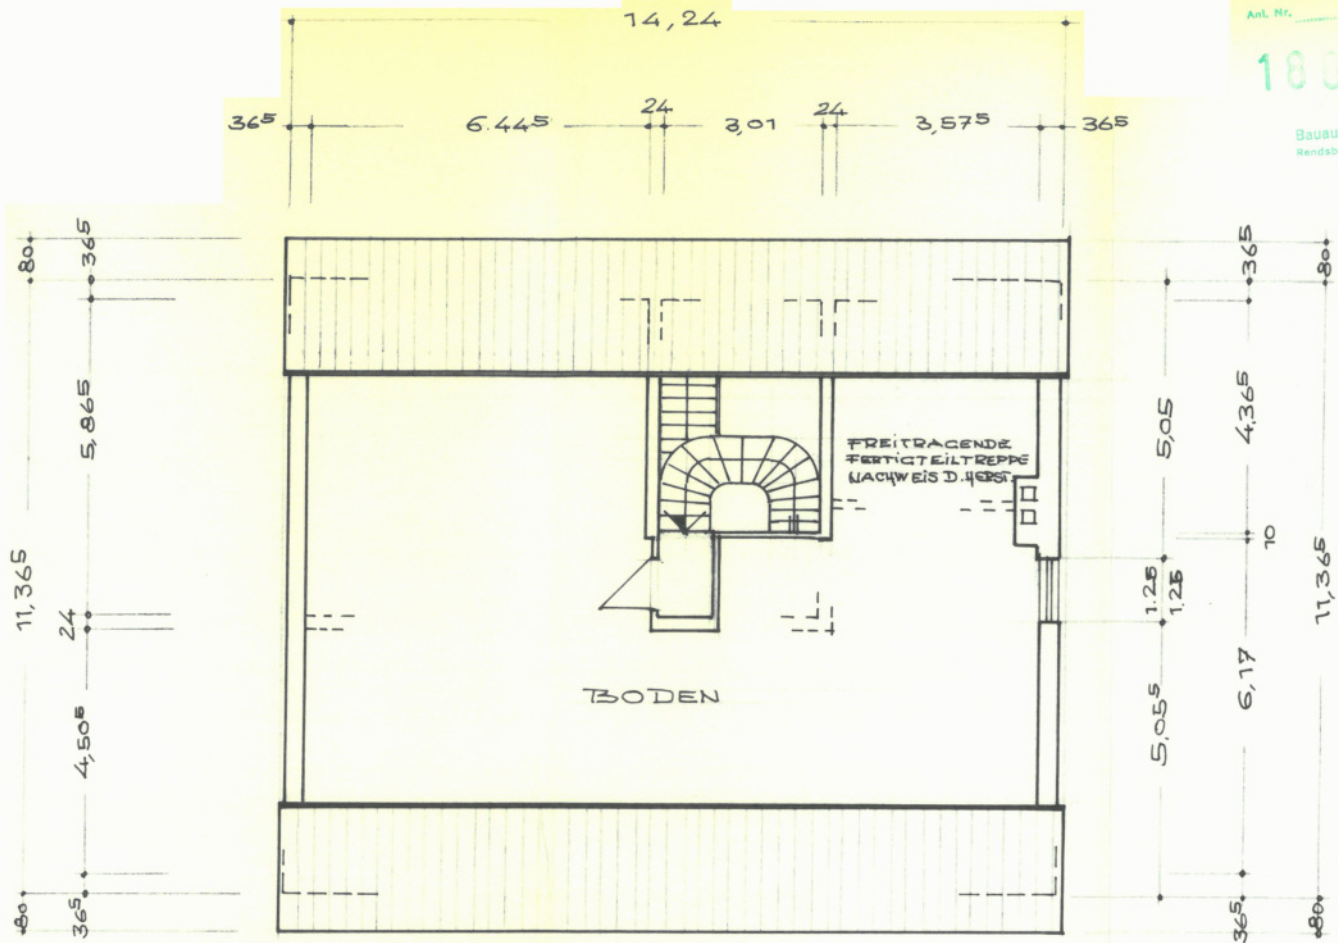 14,24
Anl. Nr.
18
Bauau
Rendsb
36⁵ 6.44⁵ 24 3,01 24 3,57⁵ 36⁵
80
36⁵
5,86⁵
11,36⁵
24
4,50⁵
80
36⁵
FREITRAGENDE
FERTIGTEILTREPPE
NACHWEIS D. HERST.
BODEN
36⁵
80
5,05
4,36⁵
10
1.25
1.25
11,36⁵
6,17
5,05⁵
36⁵
80